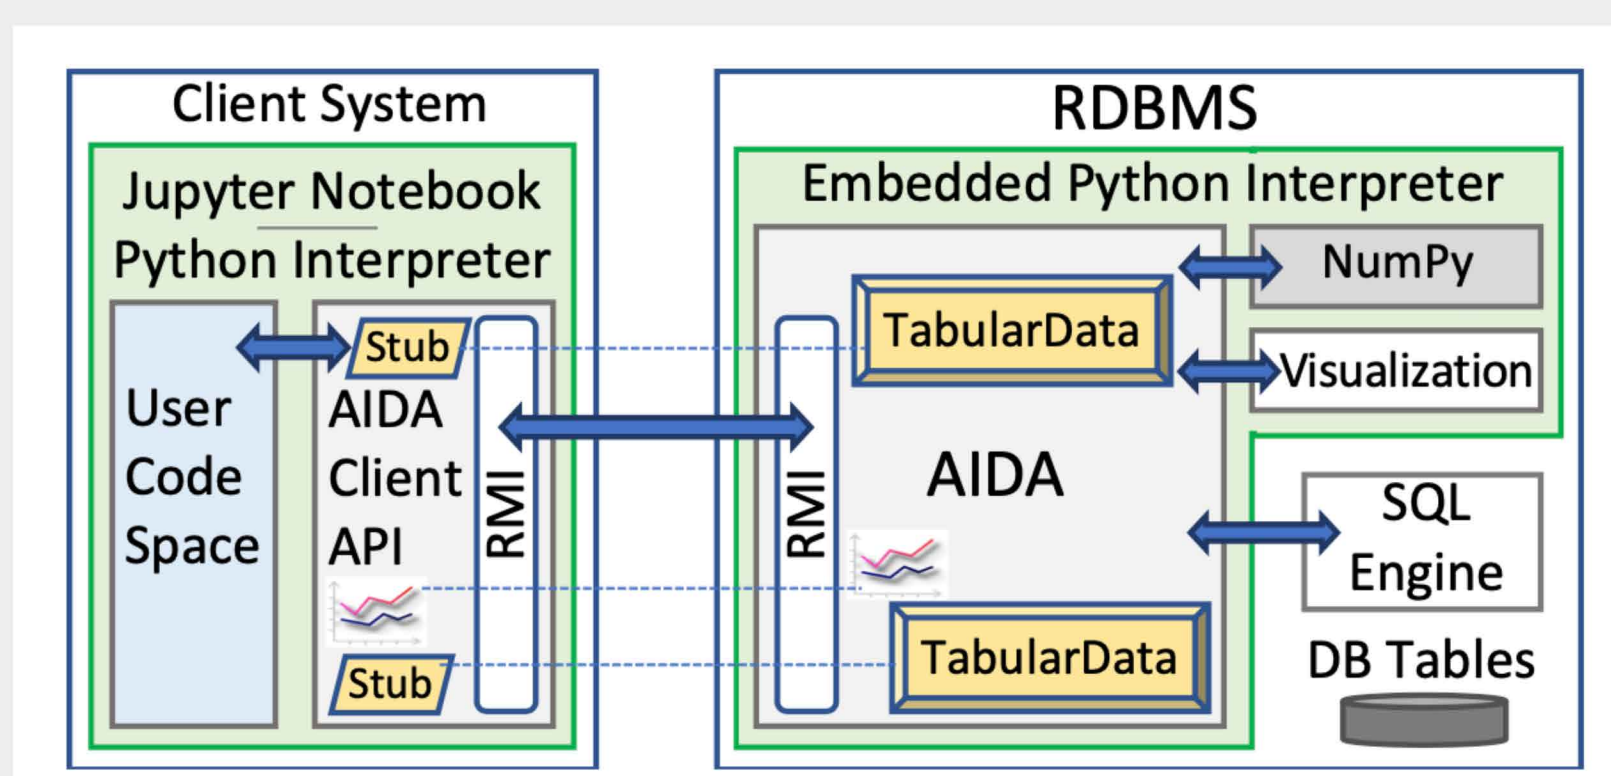 Client System
Jupyter Notebook
Python Interpreter
User
Code
Space
Stub
AIDA
Client
API
Stub
RMI
RDBMS
Embedded Python Interpreter
RMI
TabularData
AIDA
TabularData
NumPy
Visualization
SQL
Engine
DB Tables